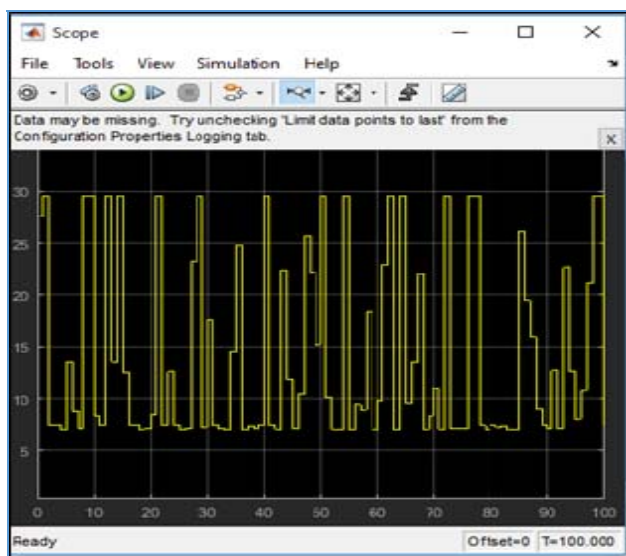 Scope
File Tools View Simulation Help
Data may be missing. Try unchecking 'Limit data points to last' from the
Configuration Properties Logging tab.
30
25
20
15
10
5
0 10 20 30 40 50 60 70 80 90 100
Ready Offset=0 T=100.000